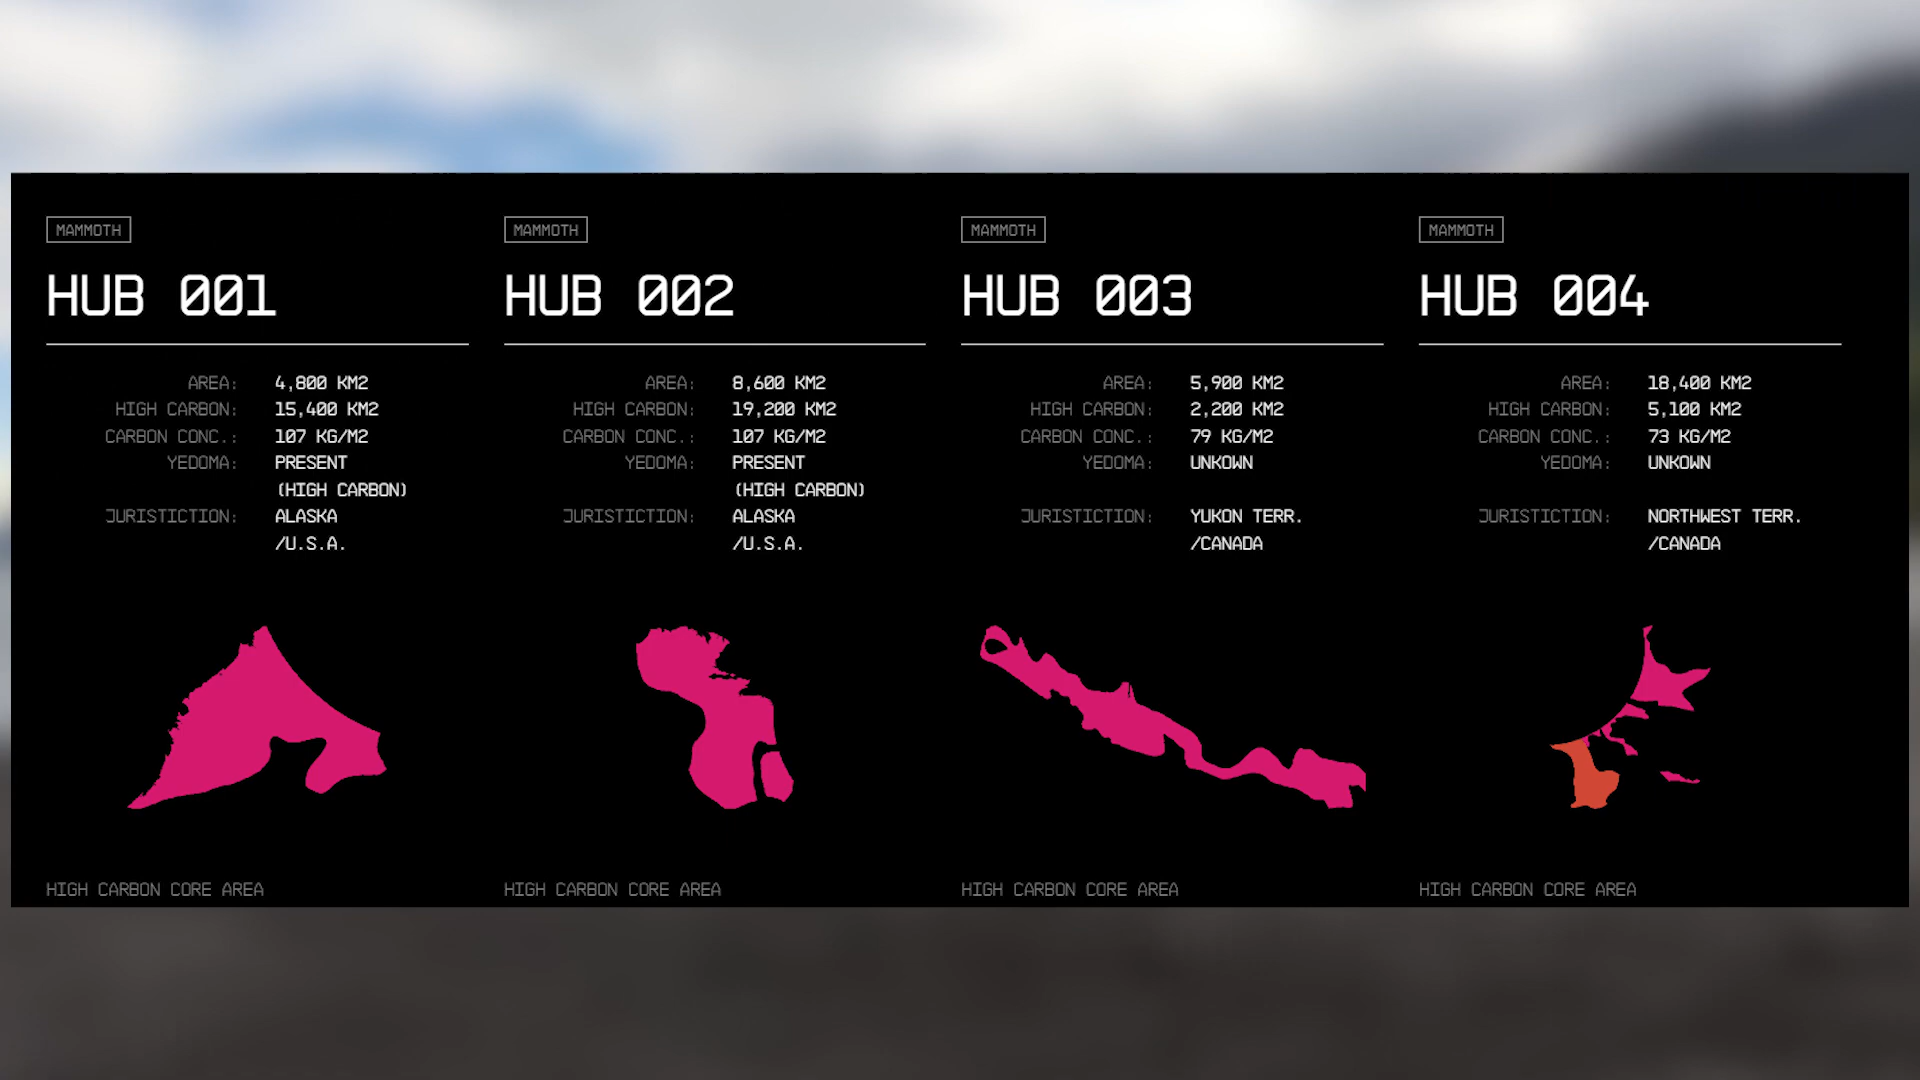 MAMMOTH
HUB 001
AREA: 4,800 KM2
HIGH CARBON: 15,400 KM2
CARBON CONC.: 107 KG/M2
YEDOMA: PRESENT
(HIGH CARBON)
JURISTICTION: ALASKA
/U.S.A.
HIGH CARBON CORE AREA
MAMMOTH
HUB 002
AREA: 8,600 KM2
HIGH CARBON: 19,200 KM2
CARBON CONC.: 107 KG/M2
YEDOMA: PRESENT
(HIGH CARBON)
JURISTICTION: ALASKA
/U.S.A.
HIGH CARBON CORE AREA
MAMMOTH
HUB 003
AREA: 5,900 KM2
HIGH CARBON: 2,200 KM2
CARBON CONC.: 79 KG/M2
YEDOMA: UNKOWN
JURISTICTION: YUKON TERR.
/CANADA
HIGH CARBON CORE AREA
MAMMOTH
HUB 004
AREA: 18,400 KM2
HIGH CARBON: 5,100 KM2
CARBON CONC.: 73 KG/M2
YEDOMA: UNKOWN
JURISTICTION: NORTHWEST TERR.
/CANADA
HIGH CARBON CORE AREA